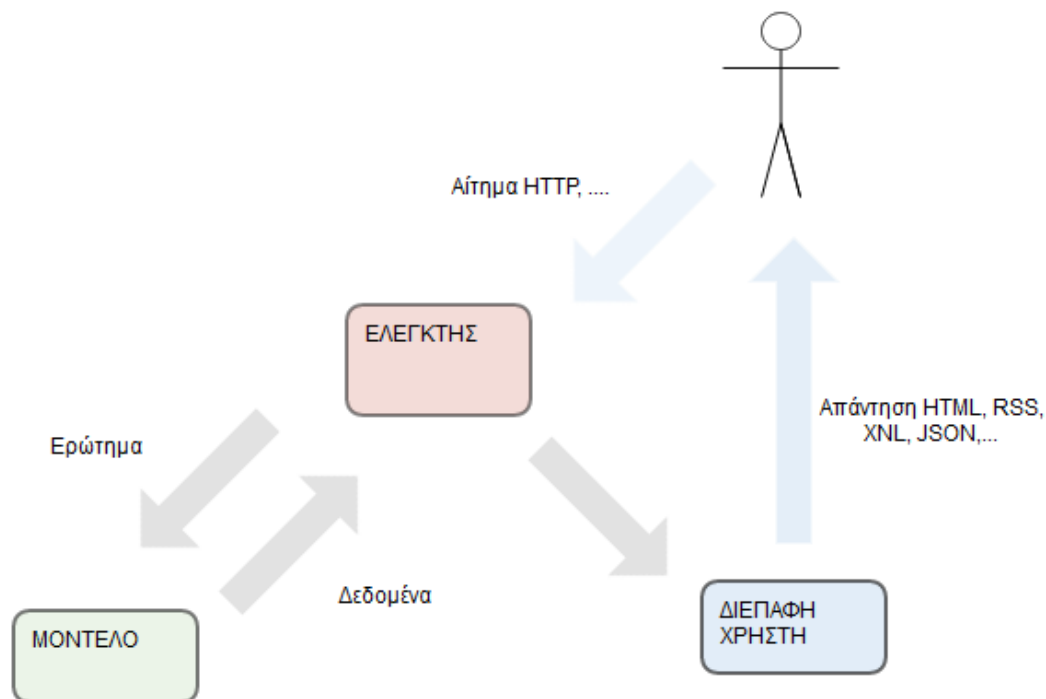 Αίτημα HTTP, ....
ΕΛΕΓΚΤΗΣ
Απάντηση HTML, RSS,
XNL, JSON,...
Ερώτημα
Δεδομένα
ΜΟΝΤΕΛΟ
ΔΙΕΠΑΦΗ
ΧΡΗΣΤΗ